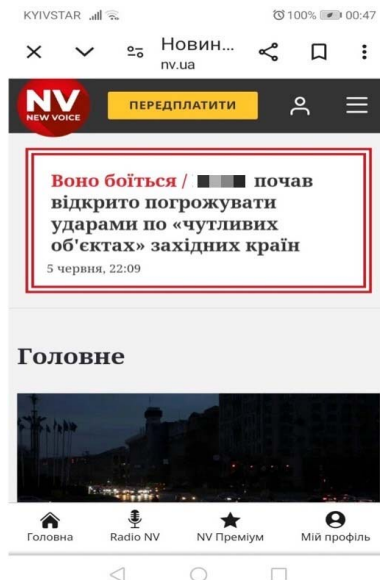 KYIVSTAR 100% 00:47
Новин...
nv.ua
NV
NEW VOICE
ПЕРЕДПЛАТИТИ
Воно боїться / почав
відкрито погрожувати
ударами по «чутливих
об'єктах» західних країн
5 червня, 22:09
Головне
Головна Radio NV NV Преміум Мій профіль